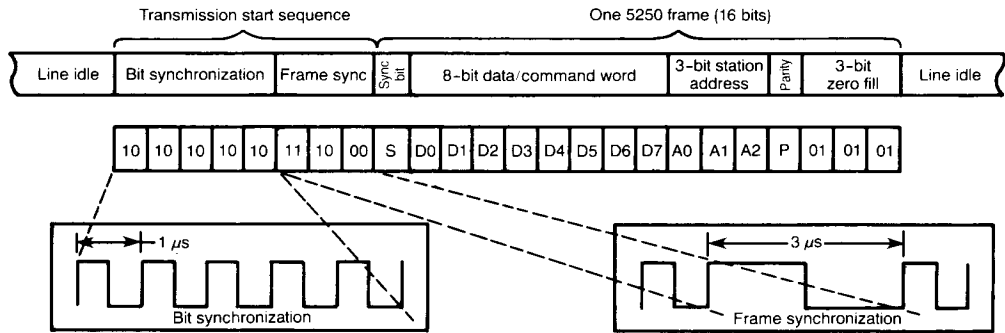 Transmission start sequence
One 5250 frame (16 bits)
Line idle
Bit synchronization
Frame sync
Sync bit
8-bit data/command word
3-bit station address
Parity
3-bit zero fill
Line idle
10 10 10 10 10 11 10 00 S D0 D1 D2 D3 D4 D5 D6 D7 A0 A1 A2 P 01 01 01
1 μs
Bit synchronization
3 μs
Frame synchronization